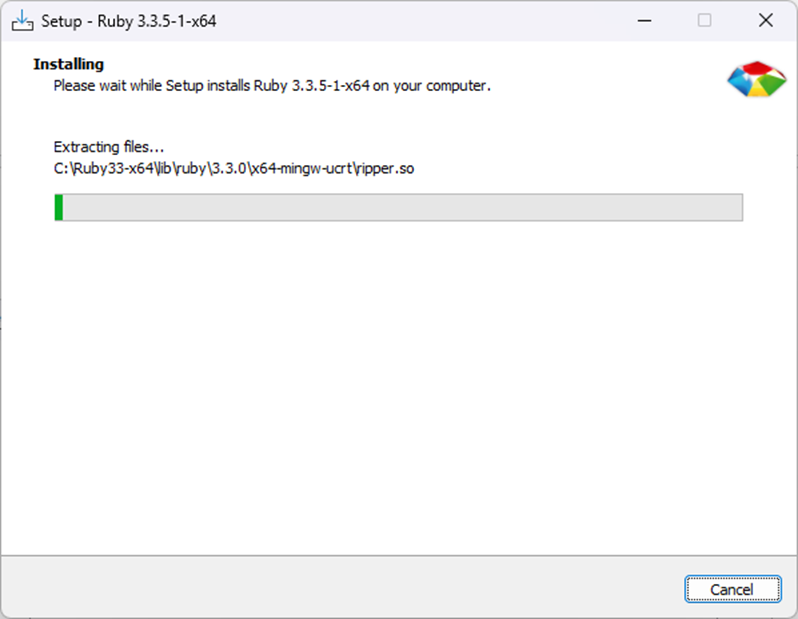 Setup - Ruby 3.3.5-1-x64
Installing
Please wait while Setup installs Ruby 3.3.5-1-x64 on your computer.
Extracting files...
C:\Ruby33-x64\lib\ruby\3.3.0\x64-mingw-ucrt\ripper.so
Cancel